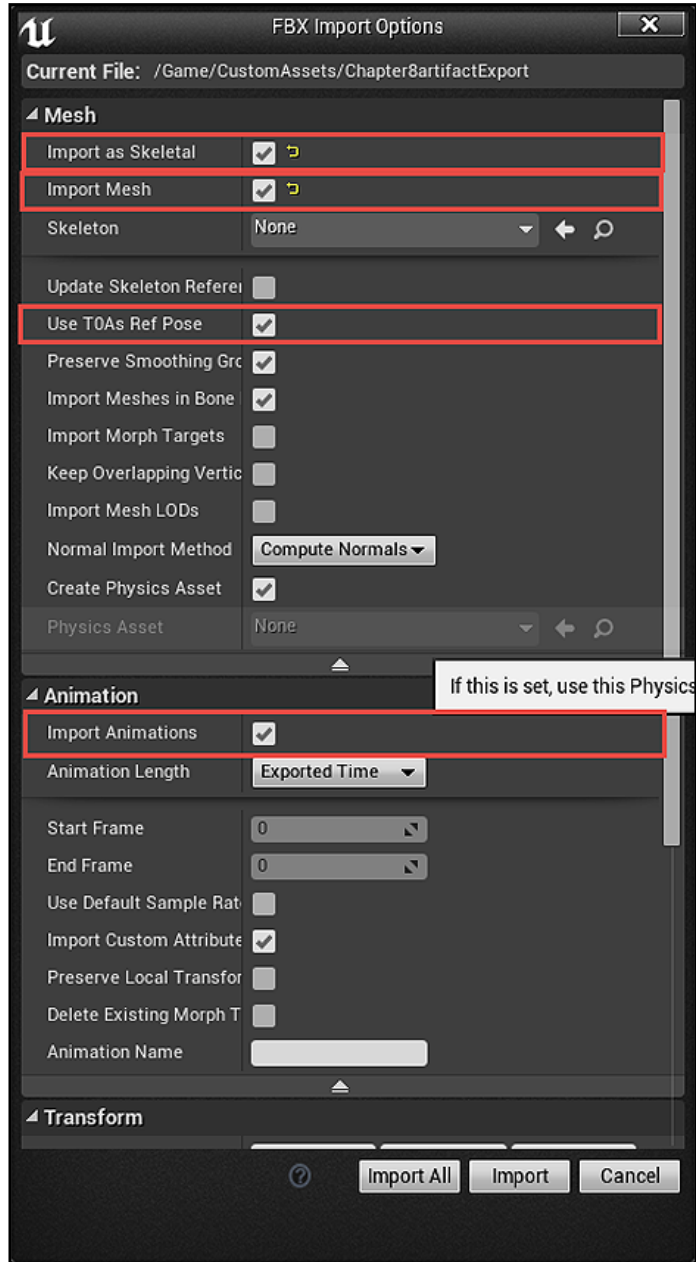 FBX Import Options
Current File: /Game/CustomAssets/Chapter8artifactExport
Mesh
Import as Skeletal
Import Mesh
Skeleton None
Update Skeleton Referer
Use T0As Ref Pose
Preserve Smoothing Grc
Import Meshes in Bone
Import Morph Targets
Keep Overlapping Vertic
Import Mesh LODs
Normal Import Method Compute Normals
Create Physics Asset
Physics Asset None
If this is set, use this Physics
Animation
Import Animations
Animation Length Exported Time
Start Frame 0
End Frame 0
Use Default Sample Rat
Import Custom Attribute
Preserve Local Transfor
Delete Existing Morph T
Animation Name
Transform
Import All Import Cancel